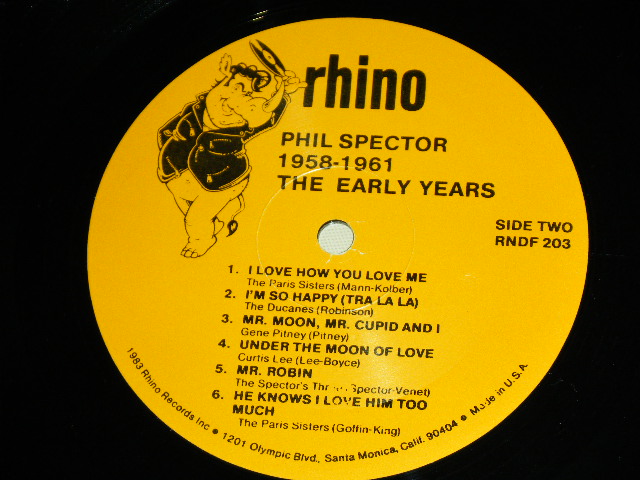 rhino
PHIL SPECTOR
1958-1961
THE EARLY YEARS
SIDE TWO
RNDF 203
1. I LOVE HOW YOU LOVE ME
The Paris Sisters (Mann-Kolber)
2. I'M SO HAPPY (TRA LA LA)
The Ducanes (Robinson)
3. MR. MOON, MR. CUPID AND I
Gene Pitney (Pitney)
4. UNDER THE MOON OF LOVE
Curtis Lee (Lee-Boyce)
5. MR. ROBIN
The Spector's Spector-Venet)
6. HE KNOWS I LOVE HIM TOO
MUCH
The Paris Sisters (Goffin-King)
1983 Rhino Records Inc • 1201 Olympic Blvd., Santa Monica, Calif. 90404 • Made in U.S.A.